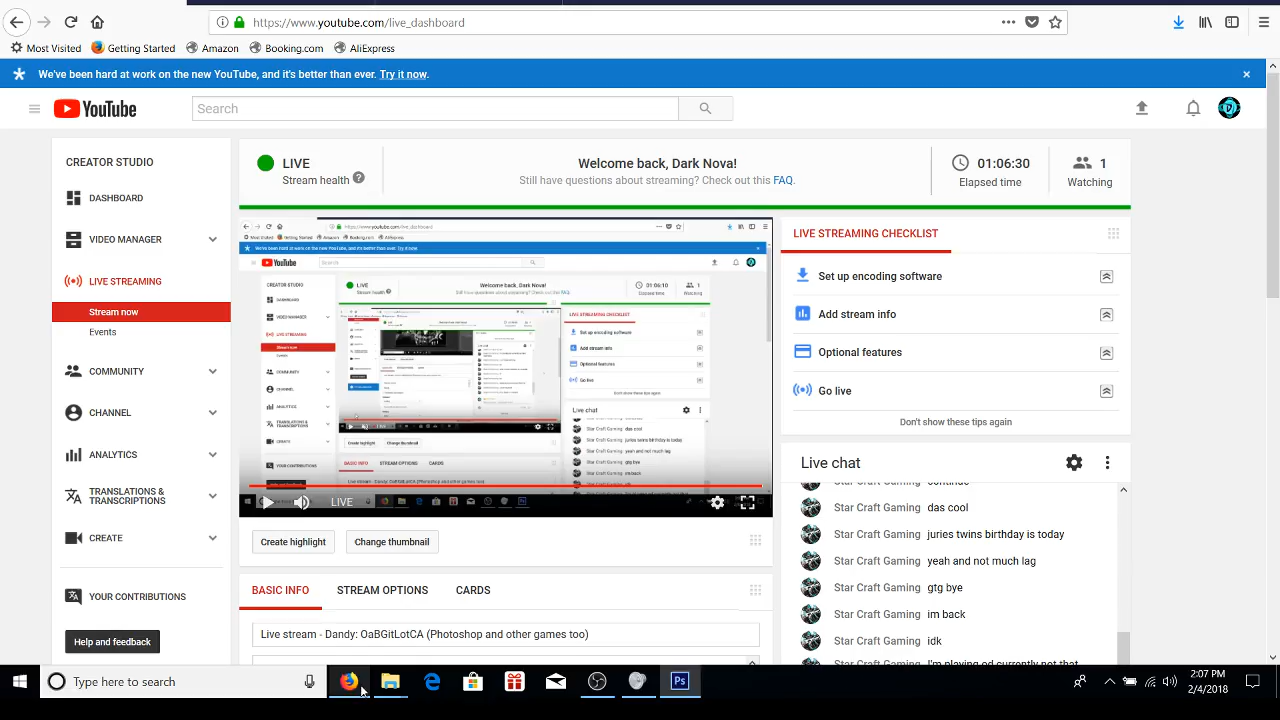 https://www.youtube.com/live_dashboard
Most Visited Getting Started Amazon Booking.com AliExpress
We've been hard at work on the new YouTube, and it's better than ever. Try it now.
YouTube
Search
CREATOR STUDIO
DASHBOARD
VIDEO MANAGER
LIVE STREAMING
Stream now
Events
COMMUNITY
CHANNEL
ANALYTICS
TRANSLATIONS &
TRANSCRIPTIONS
CREATE
YOUR CONTRIBUTIONS
Help and feedback
LIVE
Stream health
Welcome back, Dark Nova!
Still have questions about streaming? Check out this FAQ.
01:06:30
Elapsed time
1
Watching
LIVE
Create highlight
Change thumbnail
BASIC INFO STREAM OPTIONS CARDS
Live stream - Dandy: OaBGitLotCA (Photoshop and other games too)
LIVE STREAMING CHECKLIST
Set up encoding software
Add stream info
Optional features
Go live
Don't show these tips again
Live chat
Star Craft Gaming das cool
Star Craft Gaming juries twins birthday is today
Star Craft Gaming yeah and not much lag
Star Craft Gaming gtg bye
Star Craft Gaming im back
Star Craft Gaming idk
Type here to search
Ps
2:07 PM
2/4/2018